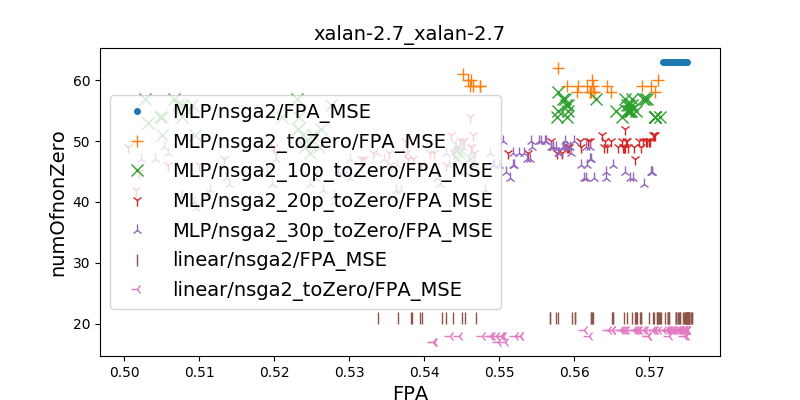 xalan-2.7_xalan-2.7
numOfnonZero
60
50
40
30
20
MLP/nsga2/FPA_MSE
MLP/nsga2_toZero/FPA_MSE
MLP/nsga2_10p_toZero/FPA_MSE
MLP/nsga2_20p_toZero/FPA_MSE
MLP/nsga2_30p_toZero/FPA_MSE
linear/nsga2/FPA_MSE
linear/nsga2_toZero/FPA_MSE
0.50 0.51 0.52 0.53 0.54 0.55 0.56 0.57
FPA